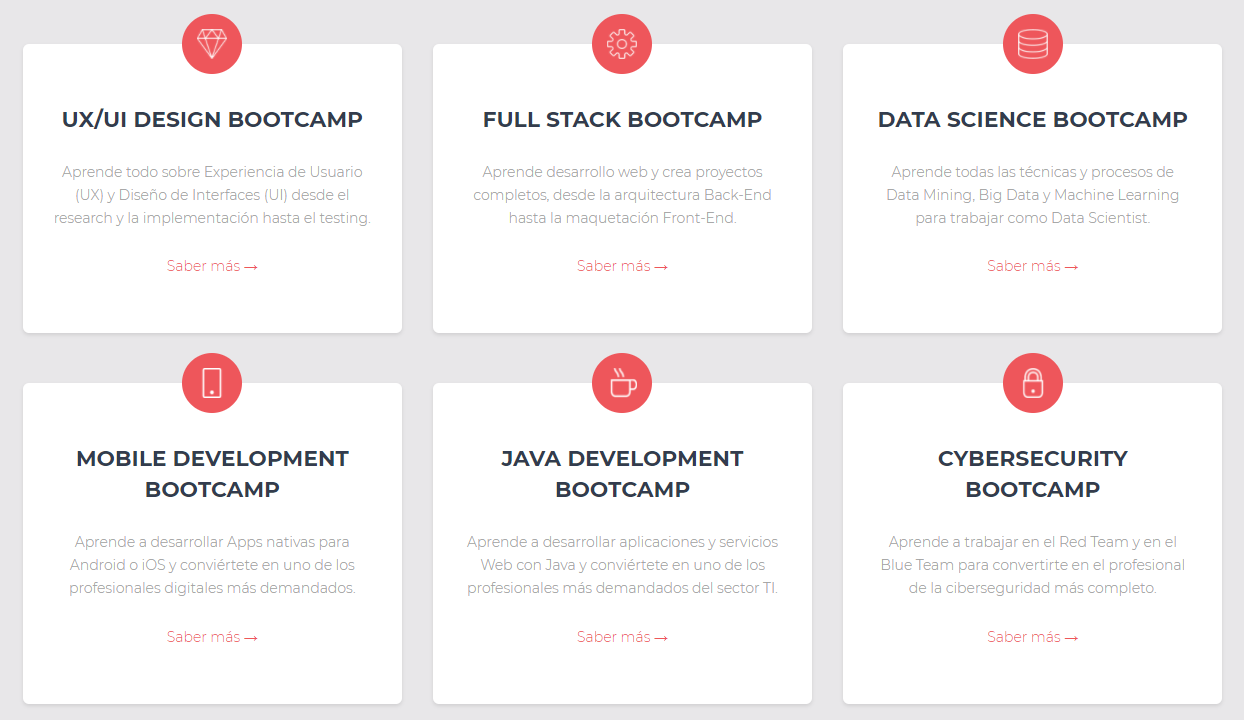 UX/UI DESIGN BOOTCAMP
Aprende todo sobre Experiencia de Usuario
(UX) y Diseño de Interfaces (UI) desde el
research y la implementación hasta el testing.
Saber más →
FULL STACK BOOTCAMP
Aprende desarrollo web y crea proyectos
completos, desde la arquitectura Back-End
hasta la maquetación Front-End.
Saber más →
DATA SCIENCE BOOTCAMP
Aprende todas las técnicas y procesos de
Data Mining, Big Data y Machine Learning
para trabajar como Data Scientist.
Saber más →
MOBILE DEVELOPMENT
BOOTCAMP
Aprende a desarrollar Apps nativas para
Android o iOS y conviértete en uno de los
profesionales digitales más demandados.
Saber más →
JAVA DEVELOPMENT
BOOTCAMP
Aprende a desarrollar aplicaciones y servicios
Web con Java y conviértete en uno de los
profesionales más demandados del sector TI.
Saber más →
CYBERSECURITY
BOOTCAMP
Aprende a trabajar en el Red Team y en el
Blue Team para convertirte en el profesional
de la ciberseguridad más completo.
Saber más →